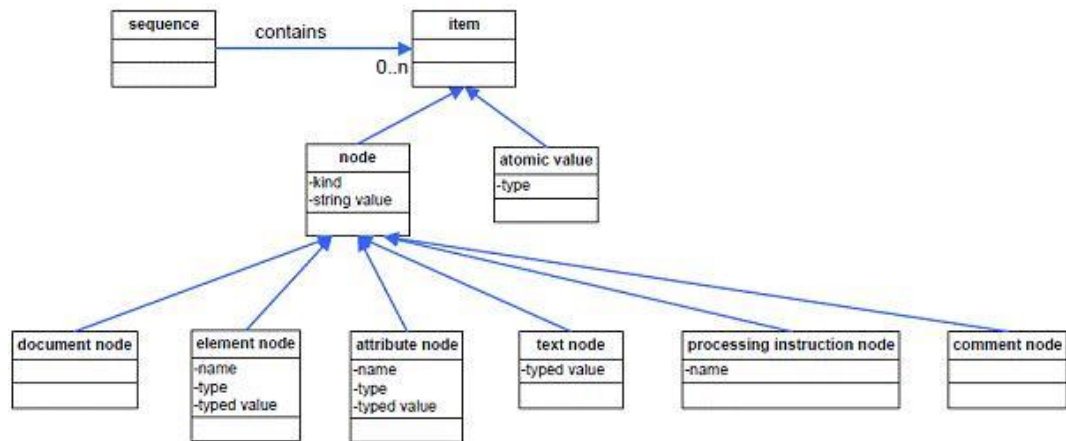 sequence
contains
item
0..n
node
-kind
-string value
atomic value
-type
document node
element node
-name
-type
-typed value
attribute node
-name
-type
-typed value
text node
-typed value
processing instruction node
-name
comment node